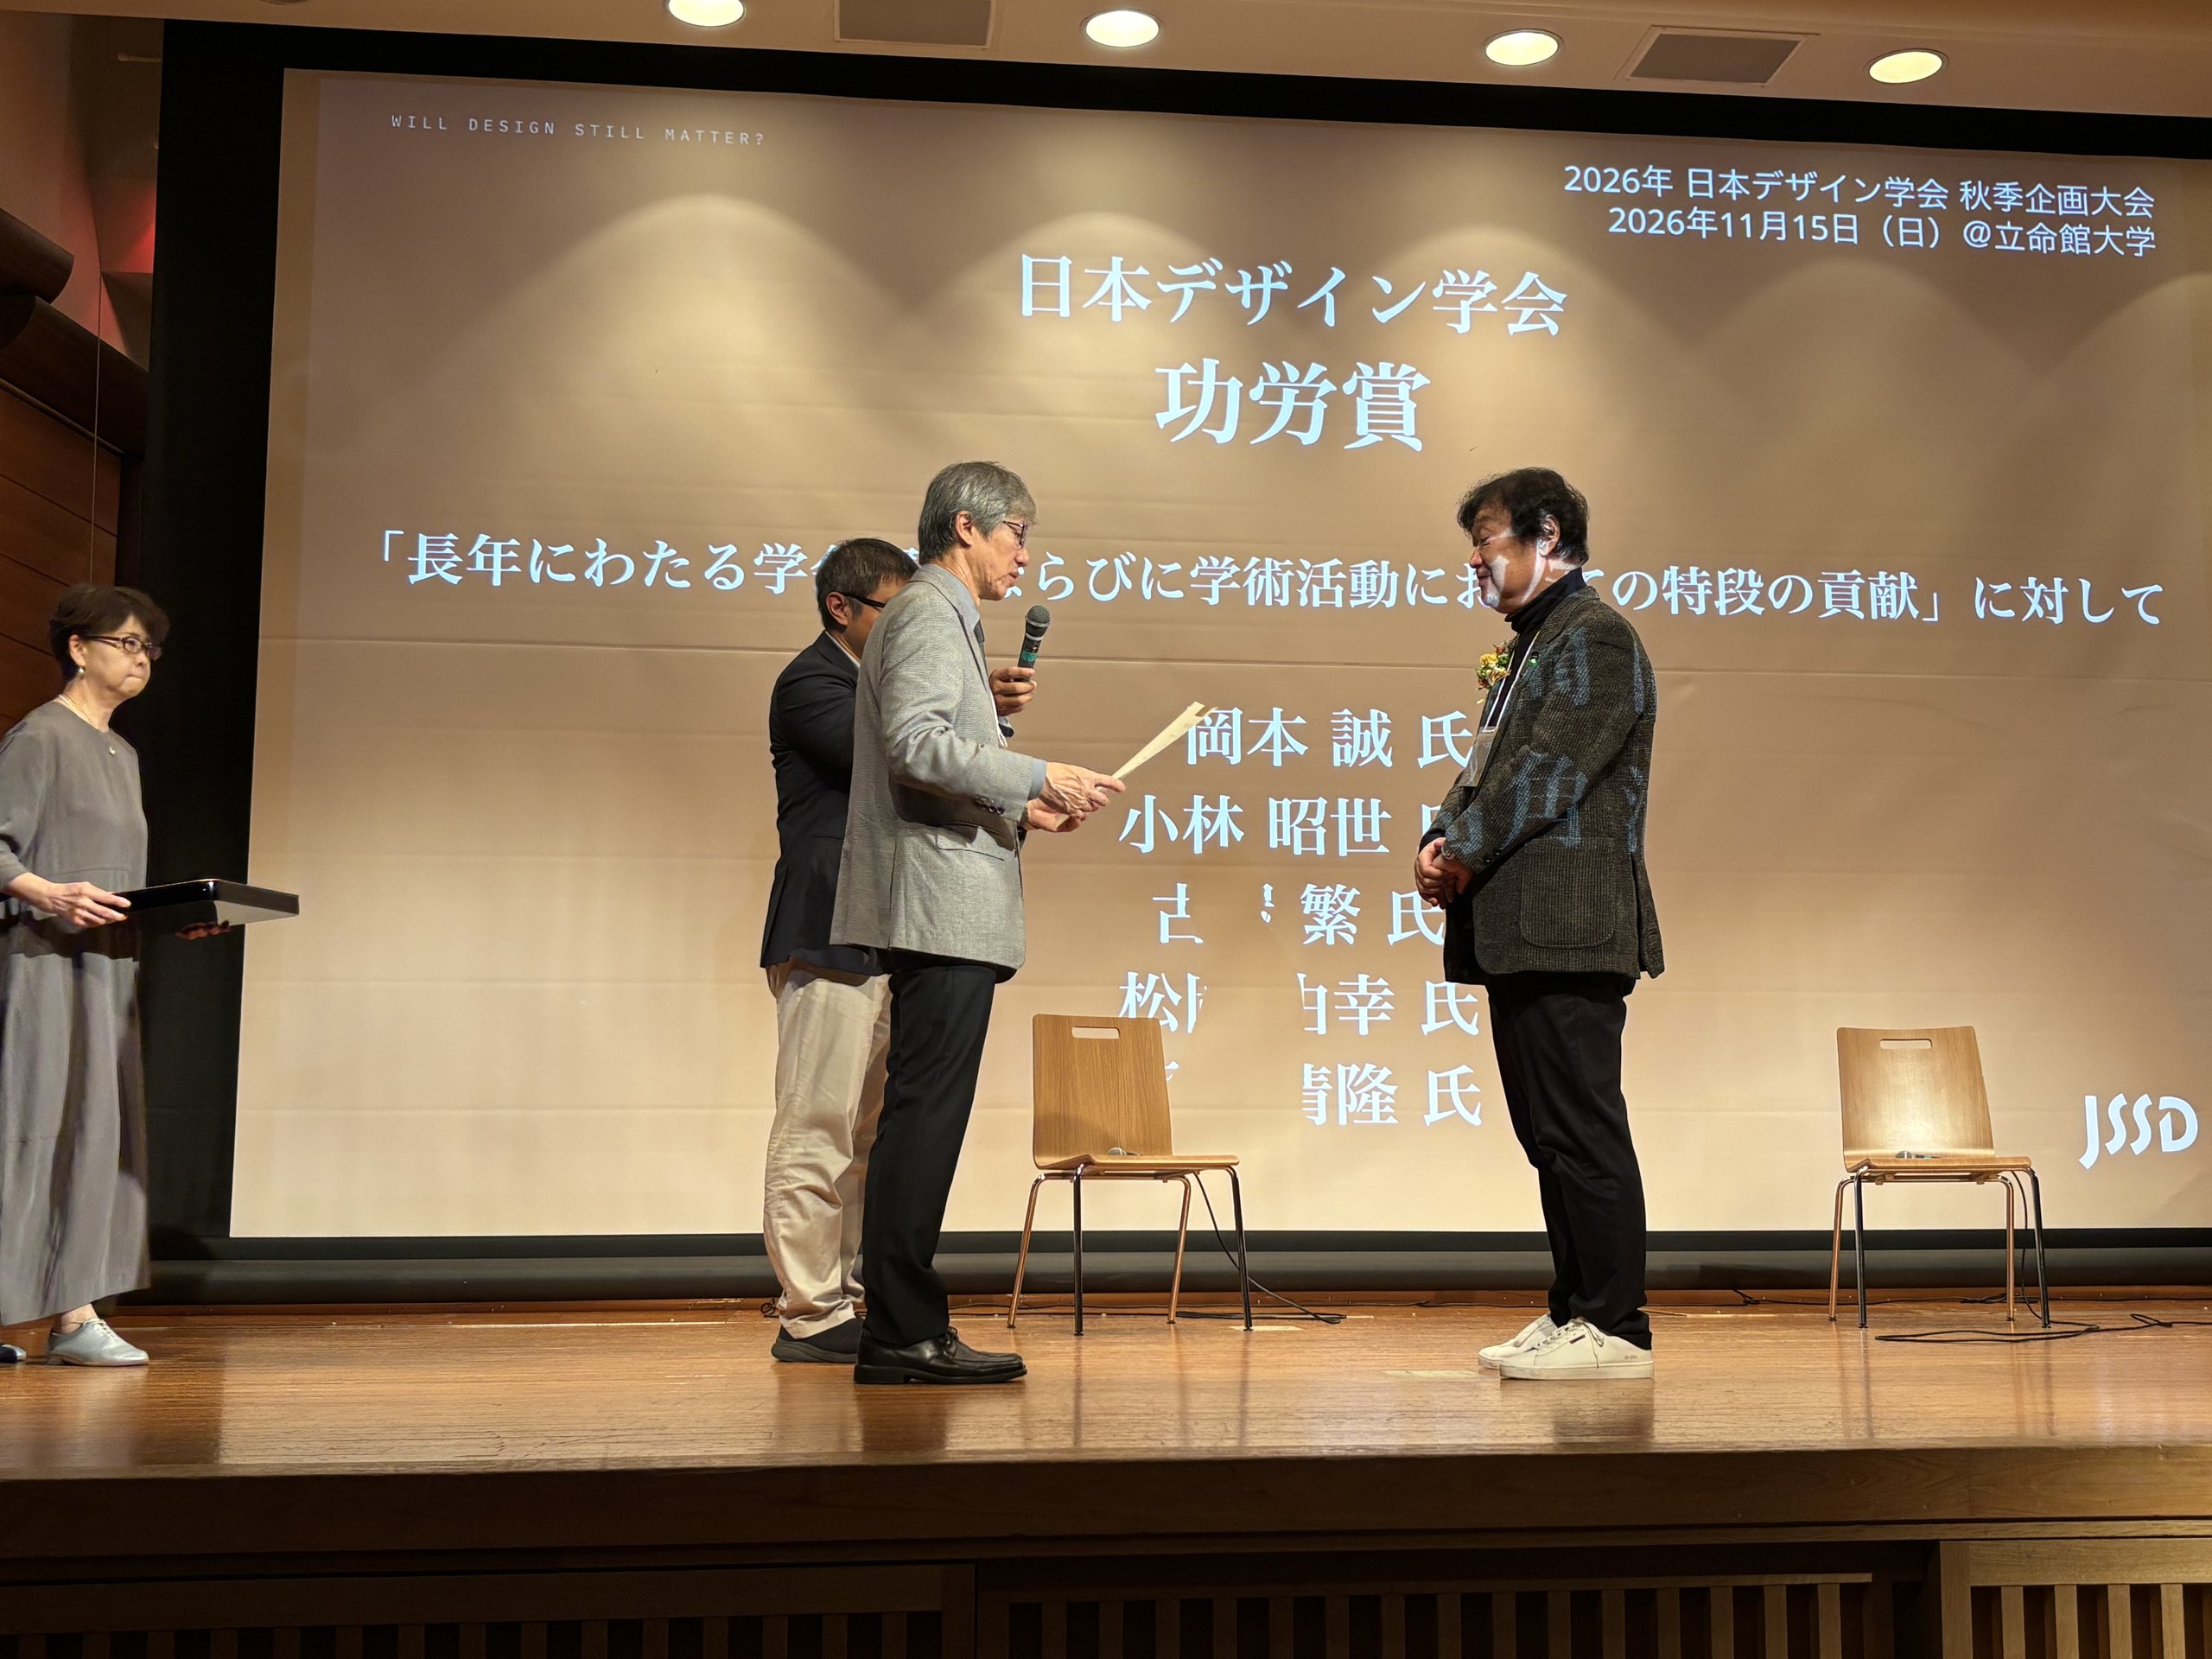 WILL DESIGN STILL MATTER?
2026年 日本デザイン学会 秋季企画大会
2026年11月15日（日）@立命館大学
日本デザイン学会
功労賞
「長年にわたる学 らびに学術活動にお ての特段の貢献」に対して
岡本 誠 氏
小林 昭世
古 繁 氏
松 幸 氏
隆 氏
JSSD